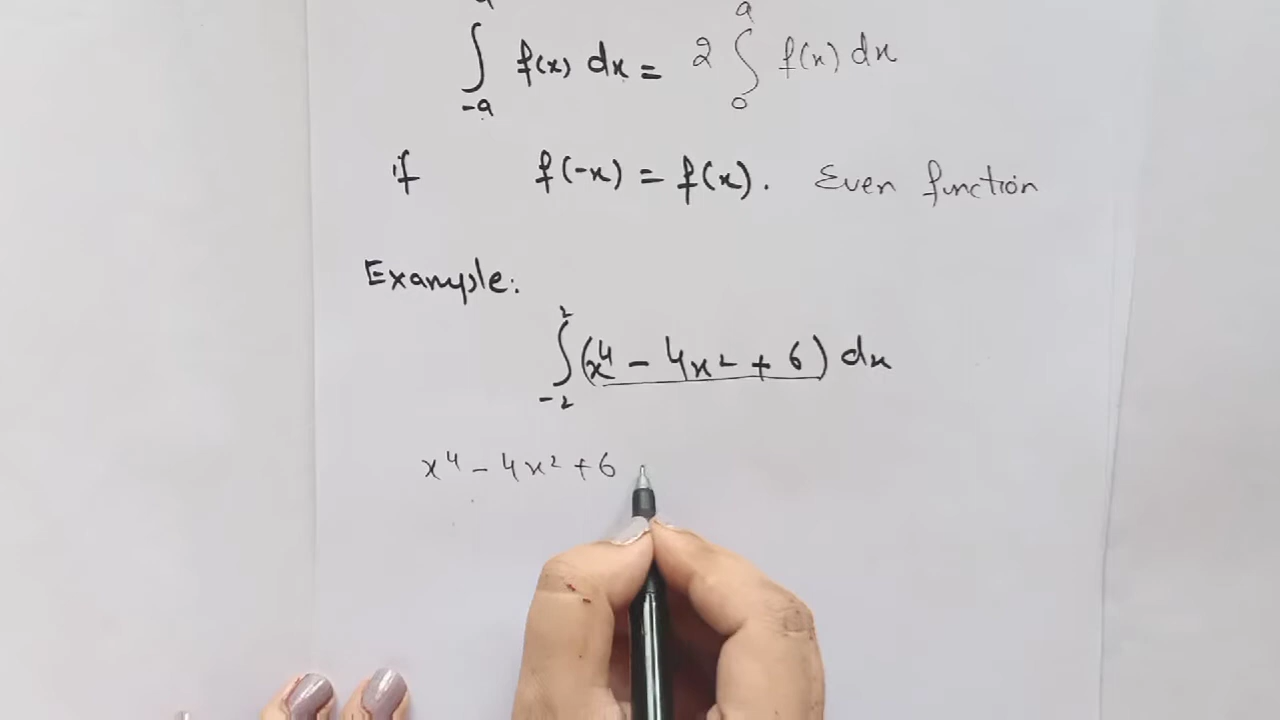 a a
∫ f(x) dx = 2 ∫ f(x) dx
-a 0
if f(-x) = f(x). Even function
Example:
2
∫ (x⁴ - 4x² + 6) dx
-2
x⁴ - 4x² + 6